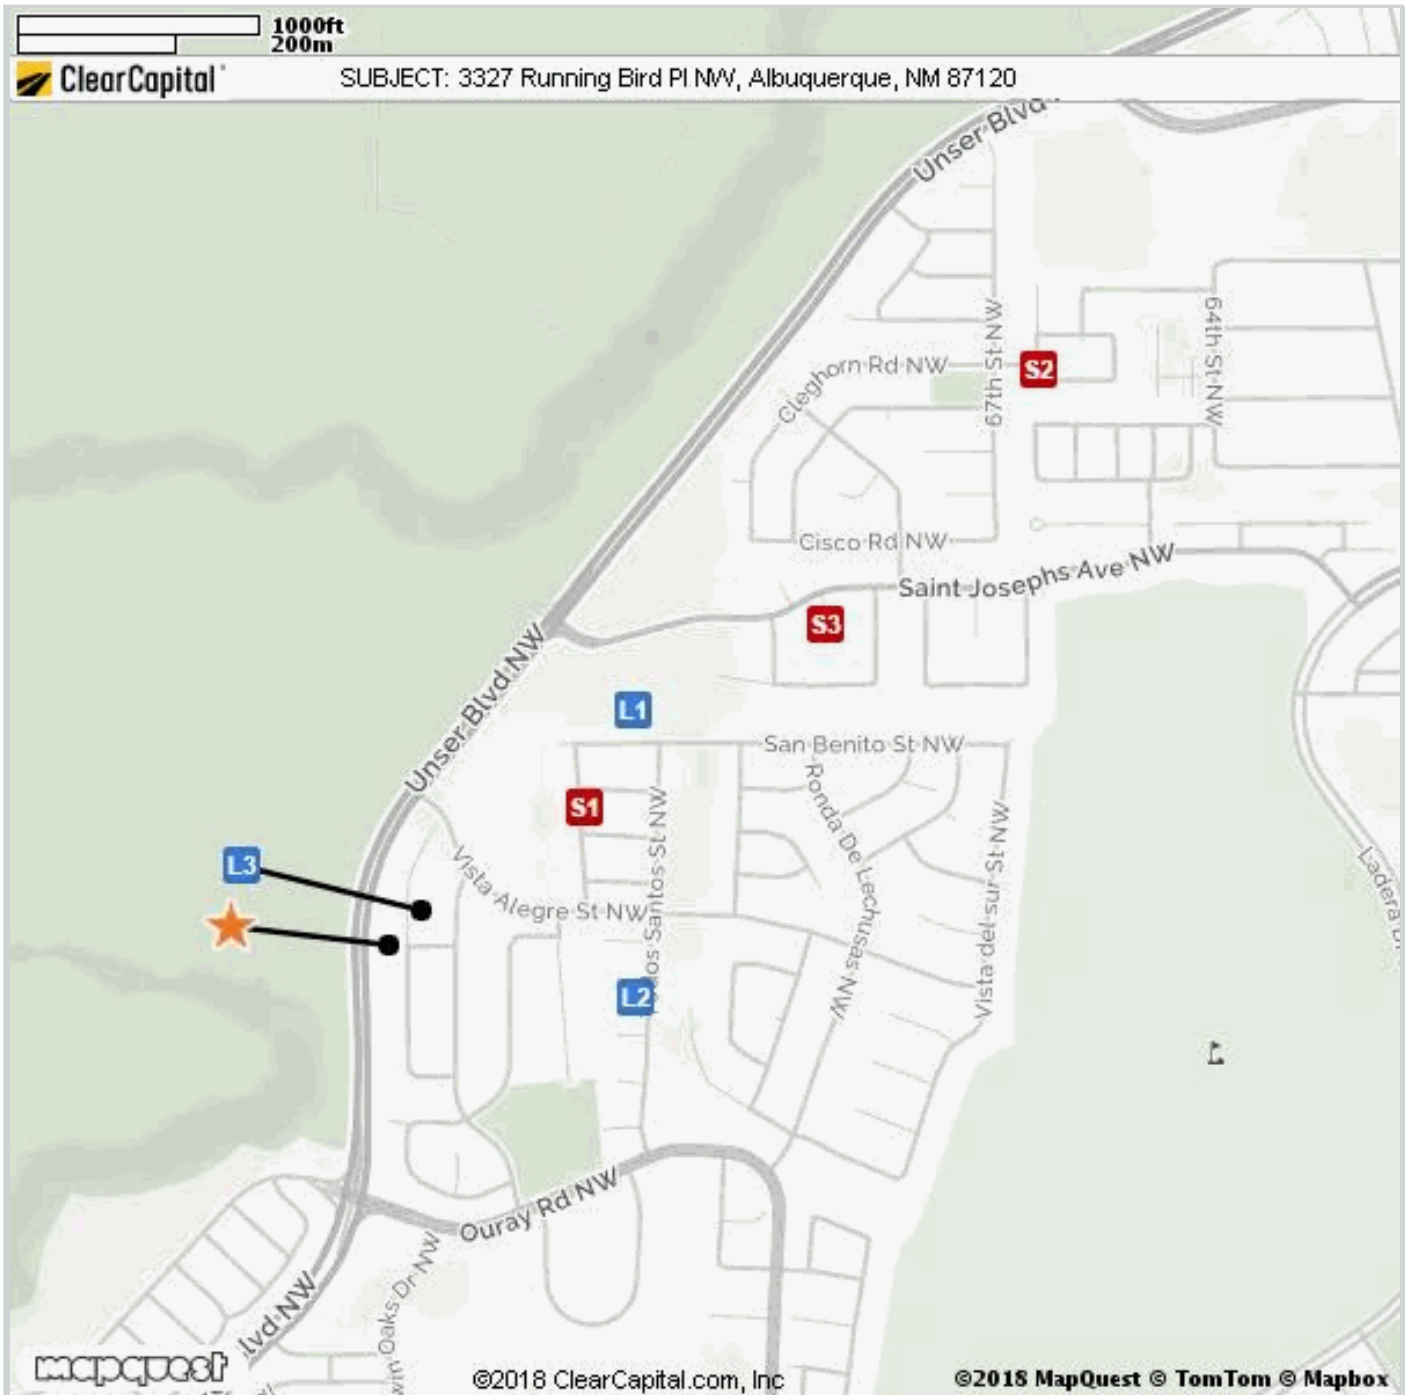 1000ft
200m
ClearCapital
SUBJECT: 3327 Running Bird Pl NW, Albuquerque, NM 87120
Unser Blvd
64th St NW
67th St NW
S2
Cleghorn Rd NW
Cisco Rd NW
Saint Josephs Ave NW
S3
Unser Blvd NW
L1
San Benito St NW
S1
Ronda De Lechusas NW
Santos St NW
Vista del sur St NW
Ladera
L3
Vista Alegre St NW
L2
Ouray Rd NW
Oaks Dr NW
lvd NW
mapquest
©2018 ClearCapital.com, Inc
©2018 MapQuest © TomTom © Mapbox